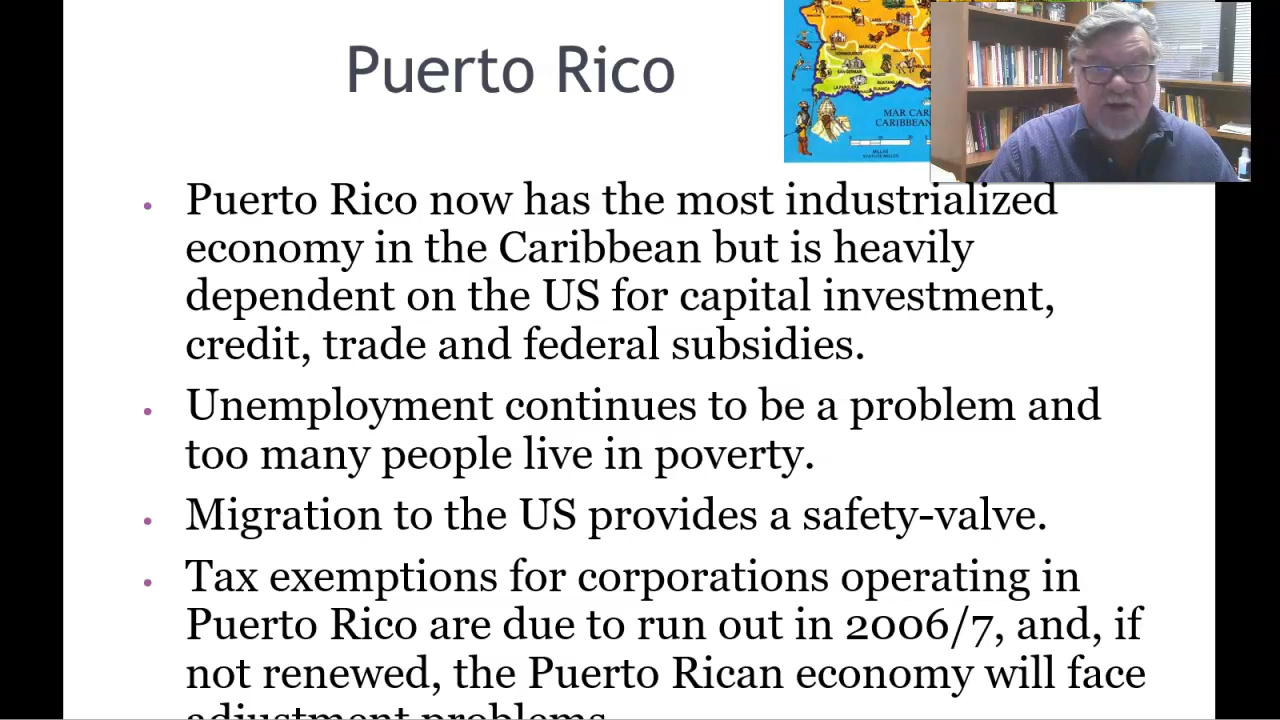 Puerto Rico
MAR CAR
CARIBBEAN
Puerto Rico now has the most industrialized
economy in the Caribbean but is heavily
dependent on the US for capital investment,
credit, trade and federal subsidies.
Unemployment continues to be a problem and
too many people live in poverty.
Migration to the US provides a safety-valve.
Tax exemptions for corporations operating in
Puerto Rico are due to run out in 2006/7, and, if
not renewed, the Puerto Rican economy will face
adjustment problems.